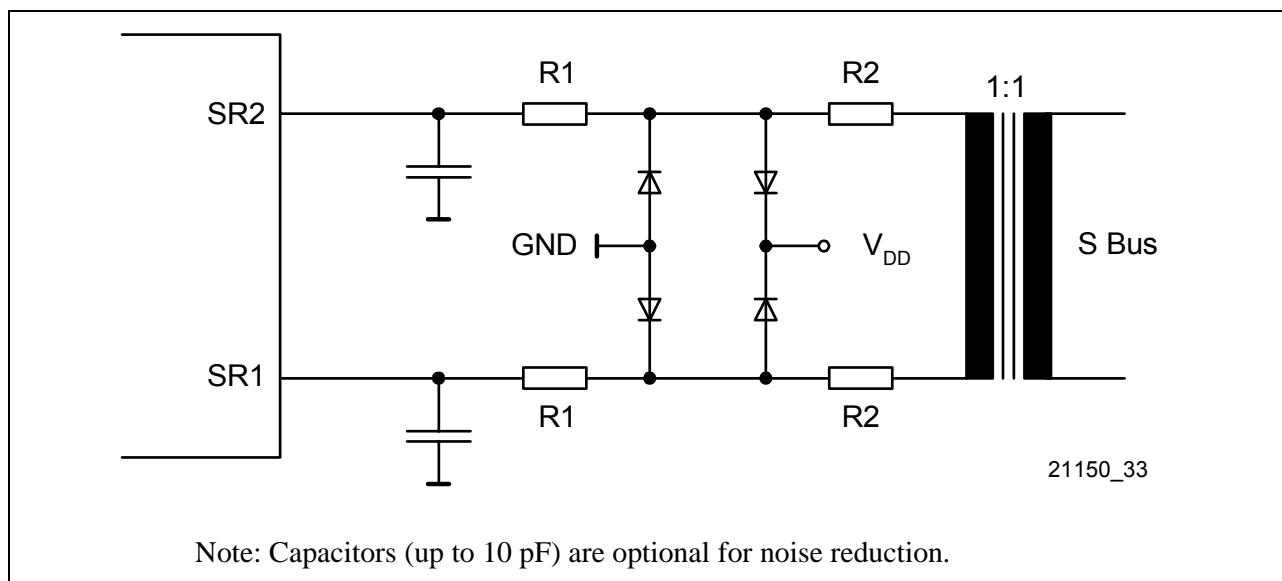 R1
R2
1:1
SR2
GND
V_DD
S Bus
SR1
R1
R2
21150_33
Note: Capacitors (up to 10 pF) are optional for noise reduction.